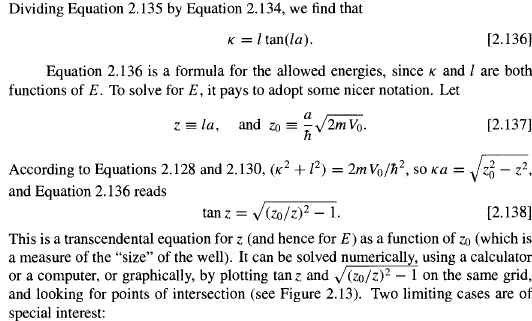 Dividing Equation 2.135 by Equation 2.134, we find that
κ = l tan(la). [2.136]
Equation 2.136 is a formula for the allowed energies, since κ and l are both
functions of E. To solve for E, it pays to adopt some nicer notation. Let
z ≡ la, and z₀ ≡ a/ħ √(2mV₀). [2.137]
According to Equations 2.128 and 2.130, (κ² + l²) = 2mV₀/ħ², so κa = √(z₀² − z²),
and Equation 2.136 reads
tan z = √((z₀/z)² − 1). [2.138]
This is a transcendental equation for z (and hence for E) as a function of z₀ (which is
a measure of the “size” of the well). It can be solved numerically, using a calculator
or a computer, or graphically, by plotting tan z and √((z₀/z)² − 1) on the same grid,
and looking for points of intersection (see Figure 2.13). Two limiting cases are of
special interest: